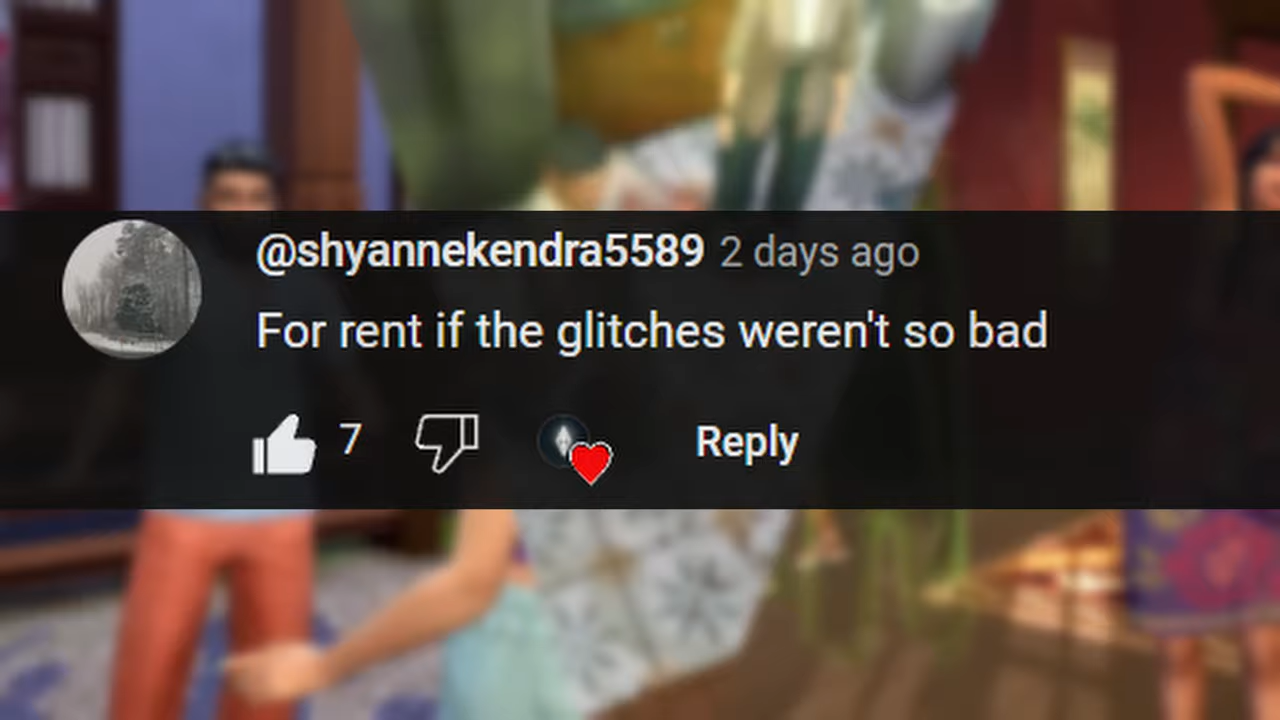 @shyannekendra5589 2 days ago
For rent if the glitches weren't so bad
7 Reply